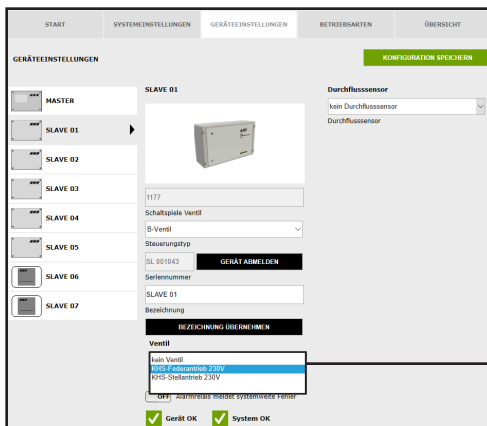 START SYSTEMEINSTELLUNGEN GERÄTEEINSTELLUNGEN BETRIEBSARTEN ÜBERSICHT
GERÄTEEINSTELLUNGEN
KONFIGURATION SPEICHERN
MASTER
SLAVE 01
SLAVE 02
SLAVE 03
SLAVE 04
SLAVE 05
SLAVE 06
SLAVE 07
SLAVE 01
1177
Schaltspiele Ventil
B-Ventil
Steuerungstyp
SL 001043 GERÄT ABMELDEN
Seriennummer
SLAVE 01
Bezeichnung
BEZEICHNUNG ÜBERNEHMEN
Ventil
kein Ventil
KHS-Federantrieb 230V
KHS-Stellantrieb 230V
OFF Alarmrelais meldet systemweite Fehler
Gerät OK System OK
Durchflusssensor
kein Durchflusssensor
Durchflusssensor